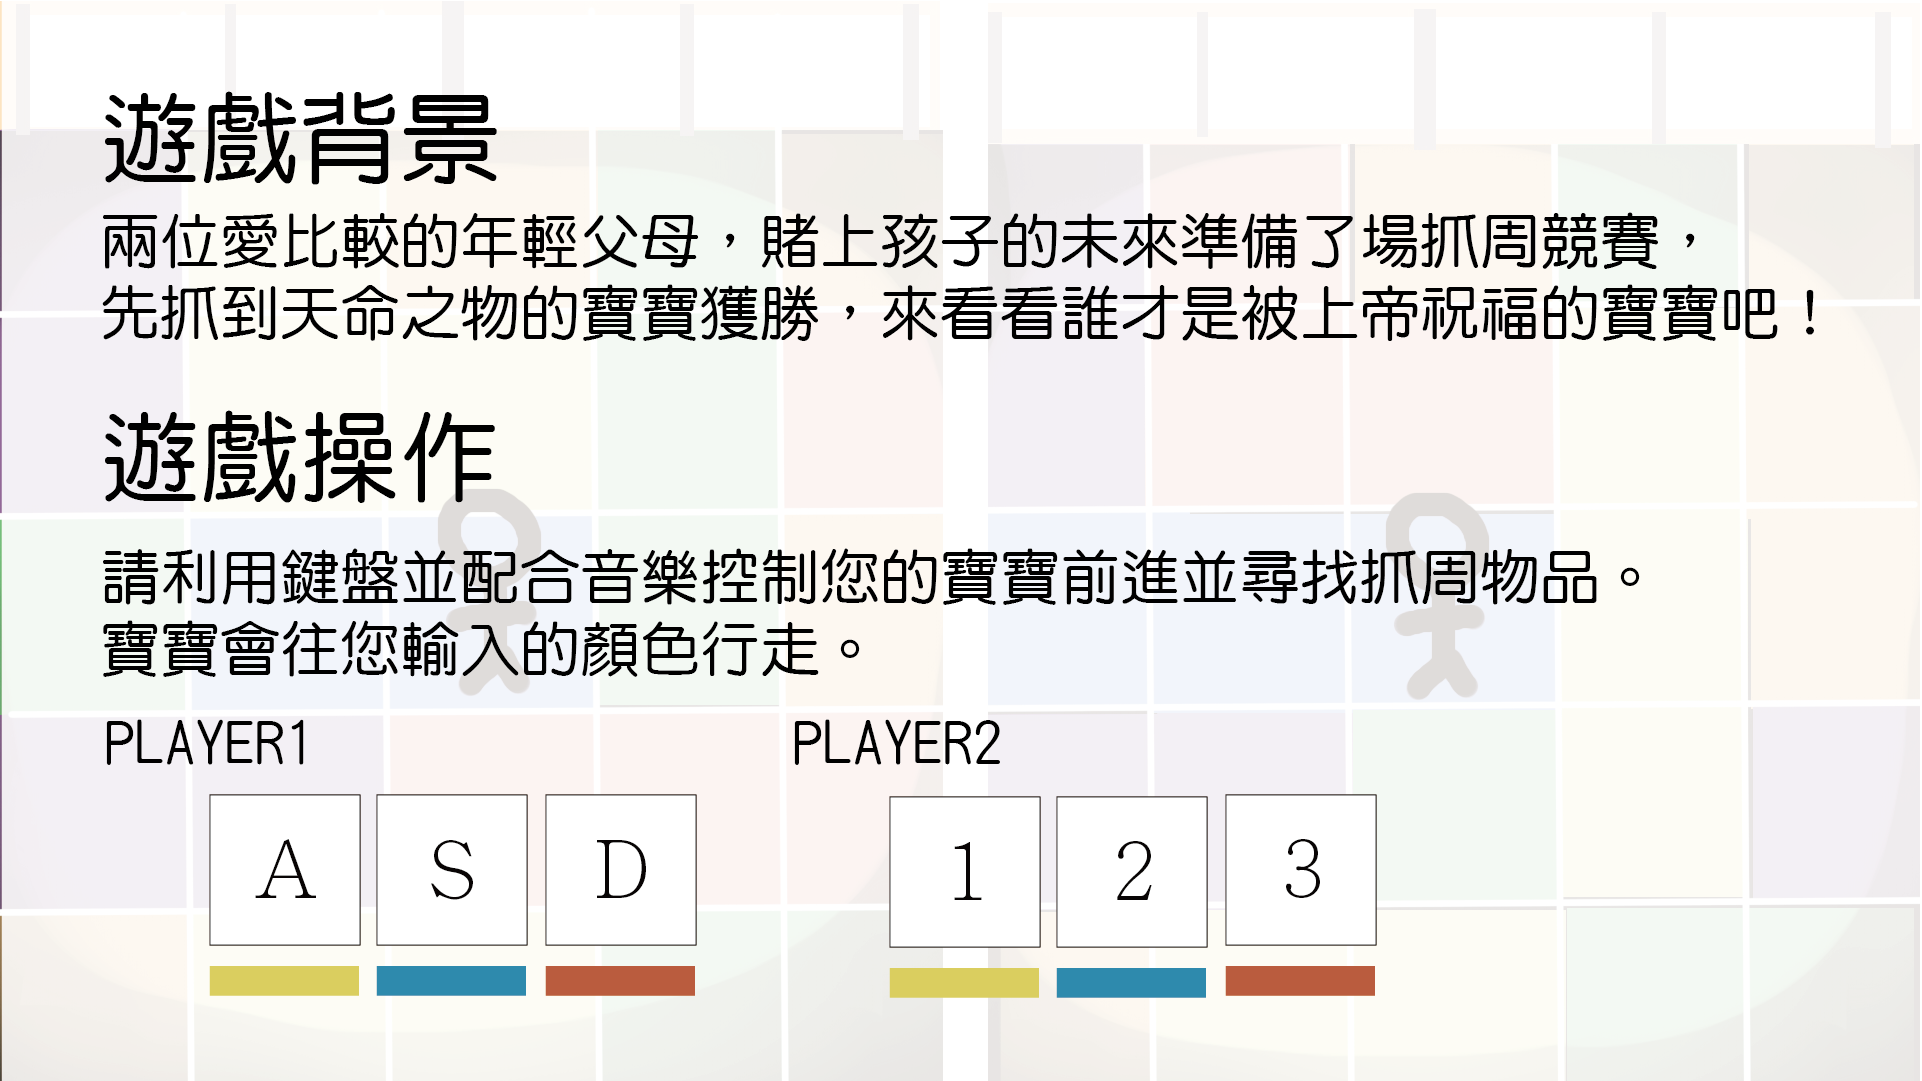 遊戲背景
兩位愛比較的年輕父母，賭上孩子的未來準備了場抓周競賽，
先抓到天命之物的寶寶獲勝，來看看誰才是被上帝祝福的寶寶吧！
遊戲操作
請利用鍵盤並配合音樂控制您的寶寶前進並尋找抓周物品。
寶寶會往您輸入的顏色行走。
PLAYER1 PLAYER2
A S D 1 2 3